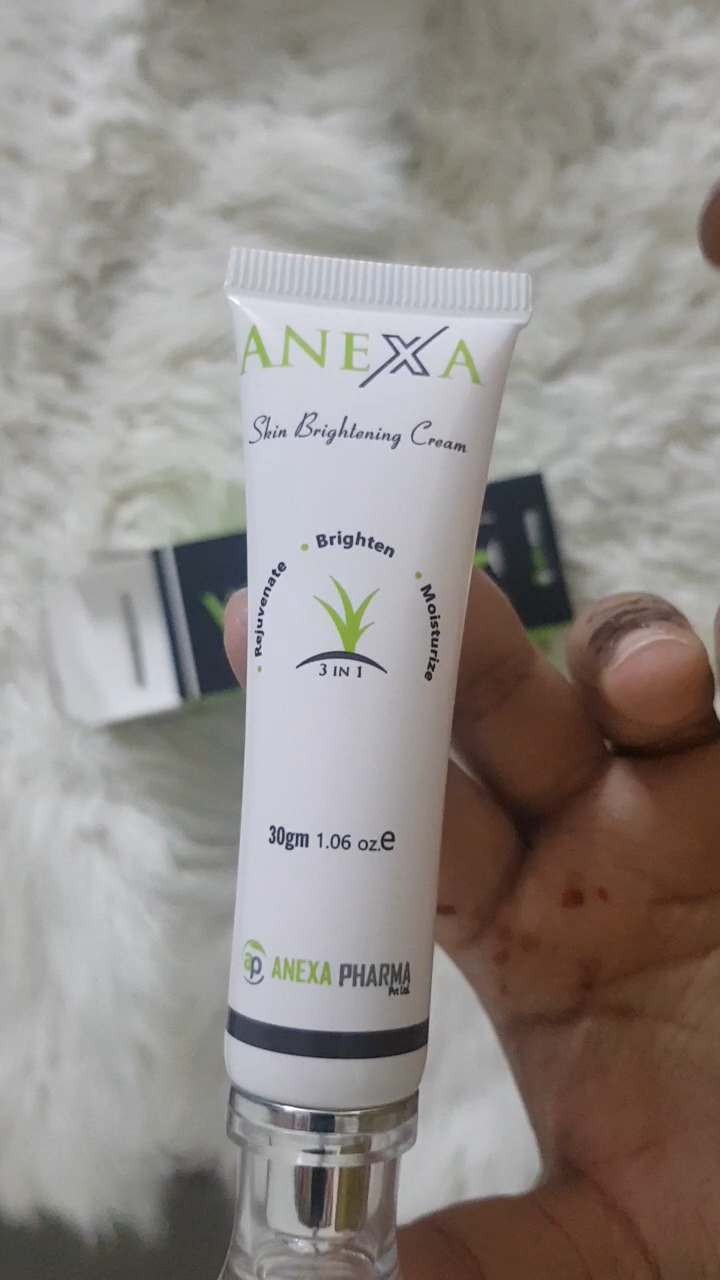 ANEXA
Skin Brightening Cream
• Rejuvenate • Brighten • Moisturize
3 IN 1
30gm 1.06 oz.e
ap ANEXA PHARMA
Pvt Ltd.